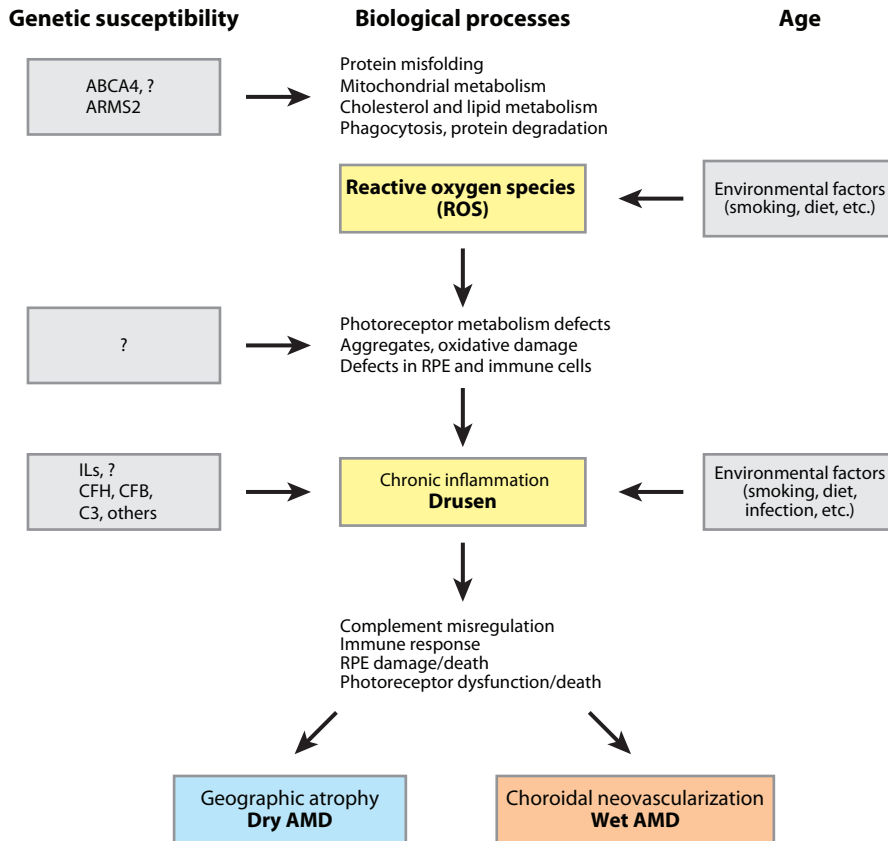 Genetic susceptibility
Biological processes
Age
ABCA4, ?
ARMS2
Protein misfolding
Mitochondrial metabolism
Cholesterol and lipid metabolism
Phagocytosis, protein degradation
Reactive oxygen species
(ROS)
Environmental factors
(smoking, diet, etc.)
?
Photoreceptor metabolism defects
Aggregates, oxidative damage
Defects in RPE and immune cells
ILs, ?
CFH, CFB,
C3, others
Chronic inflammation
Drusen
Environmental factors
(smoking, diet,
infection, etc.)
Complement misregulation
Immune response
RPE damage/death
Photoreceptor dysfunction/death
Geographic atrophy
Dry AMD
Choroidal neovascularization
Wet AMD